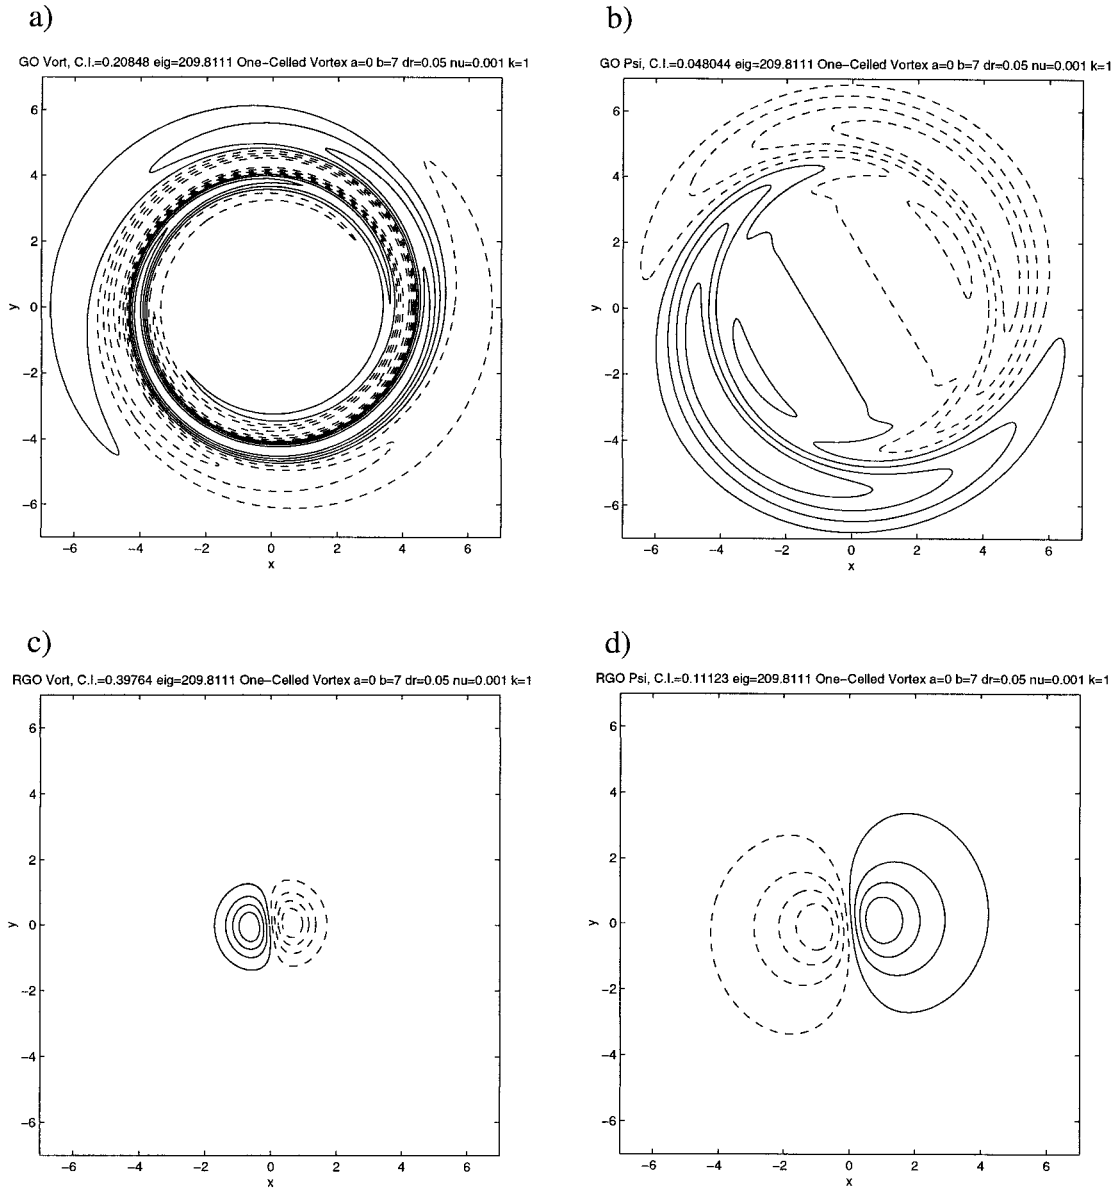 a)
GO Vort, C.I.=0.20848 eig=209.8111 One-Celled Vortex a=0 b=7 dr=0.05 nu=0.001 k=1
6
4
2
0
−2
−4
−6
y
−6 −4 −2 0 2 4 6
x
b)
GO Psi, C.I.=0.048044 eig=209.8111 One-Celled Vortex a=0 b=7 dr=0.05 nu=0.001 k=1
6
4
2
0
−2
−4
−6
y
−6 −4 −2 0 2 4 6
x
c)
RGO Vort, C.I.=0.39764 eig=209.8111 One-Celled Vortex a=0 b=7 dr=0.05 nu=0.001 k=1
6
4
2
0
−2
−4
−6
y
−6 −4 −2 0 2 4 6
x
d)
RGO Psi, C.I.=0.11123 eig=209.8111 One-Celled Vortex a=0 b=7 dr=0.05 nu=0.001 k=1
6
4
2
0
−2
−4
−6
y
−6 −4 −2 0 2 4 6
x